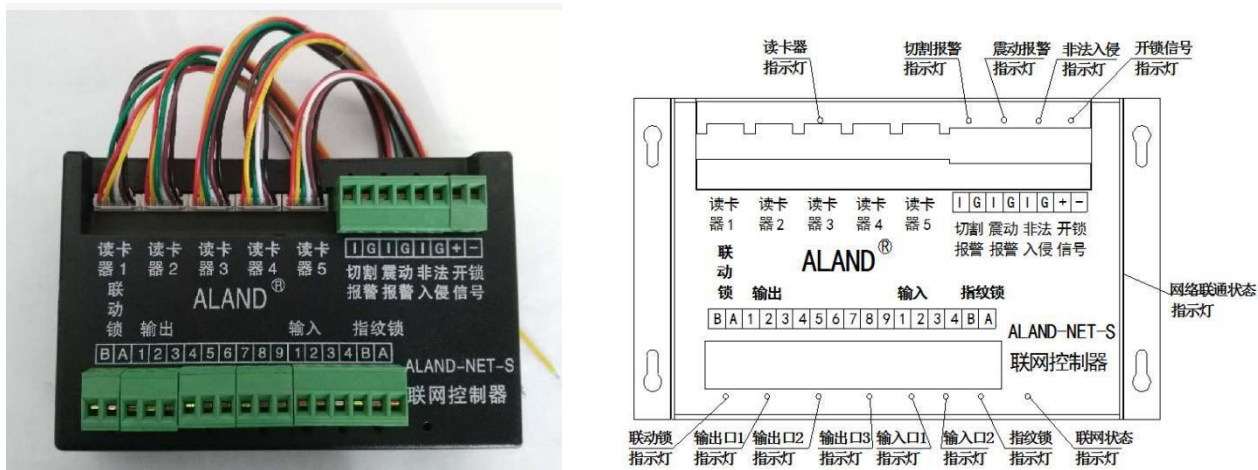 读卡 读卡 读卡 读卡 读卡
器1 器2 器3 器4 器5
I G I G I G + -
切割 震动 非法 开锁
报警 报警 入侵 信号
联动锁
ALAND®
输出 输入 指纹锁
B A 1 2 3 4 5 6 7 8 9 1 2 3 4 B A
ALAND-NET-S
联网控制器
读卡器
指示灯
切割报警
指示灯
震动报警
指示灯
非法入侵
指示灯
开锁信号
指示灯
读卡 读卡 读卡 读卡 读卡
器1 器2 器3 器4 器5
I G I G I G + -
切割 震动 非法 开锁
报警 报警 入侵 信号
联动锁
ALAND®
输出 输入 指纹锁
B A 1 2 3 4 5 6 7 8 9 1 2 3 4 B A
ALAND-NET-S
联网控制器
网络联通状态
指示灯
联动锁
指示灯
输出口1
指示灯
输出口2
指示灯
输出口3
指示灯
输入口1
指示灯
输入口2
指示灯
指纹锁
指示灯
联网状态
指示灯